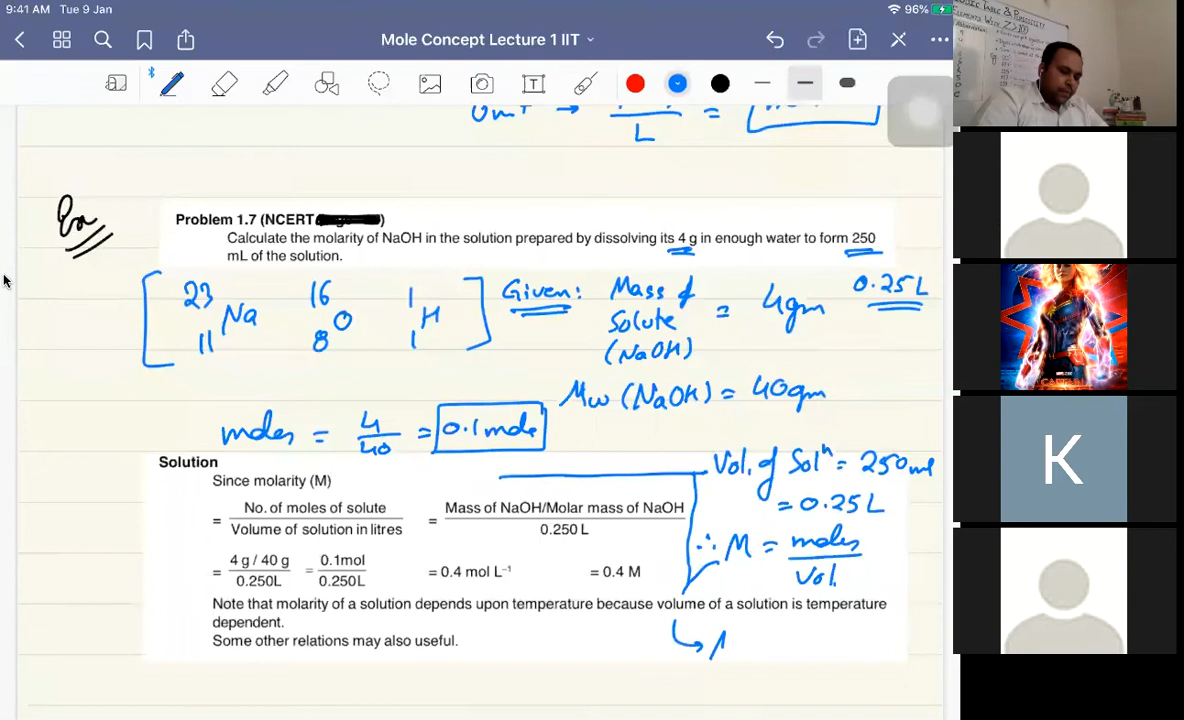 9:41 AM Tue 9 Jan
96%
Mole Concept Lecture 1 IIT
Unit → L =
Ex
Problem 1.7 (NCERT )
Calculate the molarity of NaOH in the solution prepared by dissolving its 4 g in enough water to form 250
mL of the solution.
23 Na 11 16 O 8 1 H 1
Given: Mass of Solute (NaOH) = 4gm
0.25L
Mw (NaOH) = 40gm
moles = 4/40 = 0.1mole
Solution
Since molarity (M)
= No. of moles of solute / Volume of solution in litres = Mass of NaOH/Molar mass of NaOH / 0.250 L
= 4 g / 40 g / 0.250L = 0.1mol / 0.250L = 0.4 mol L⁻¹ = 0.4 M
Vol. of Solⁿ = 250ml
= 0.25L
∴ M = moles / Vol.
Note that molarity of a solution depends upon temperature because volume of a solution is temperature
dependent.
Some other relations may also useful.
K